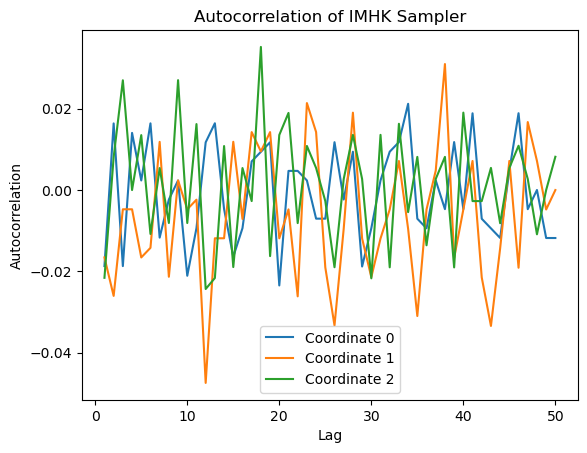 Autocorrelation of IMHK Sampler
Autocorrelation
0.02
0.00
−0.02
−0.04
Coordinate 0
Coordinate 1
Coordinate 2
0 10 20 30 40 50
Lag